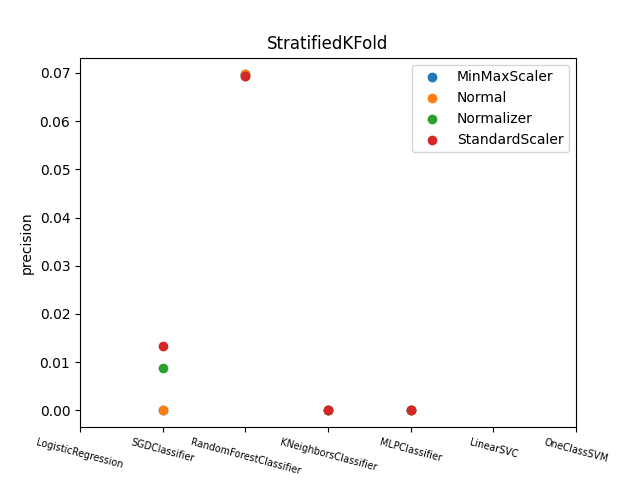 StratifiedKFold
MinMaxScaler
Normal
Normalizer
StandardScaler
precision
0.07
0.06
0.05
0.04
0.03
0.02
0.01
0.00
LogisticRegression
SGDClassifier
RandomForestClassifier
KNeighborsClassifier
MLPClassifier
LinearSVC
OneClassSVM